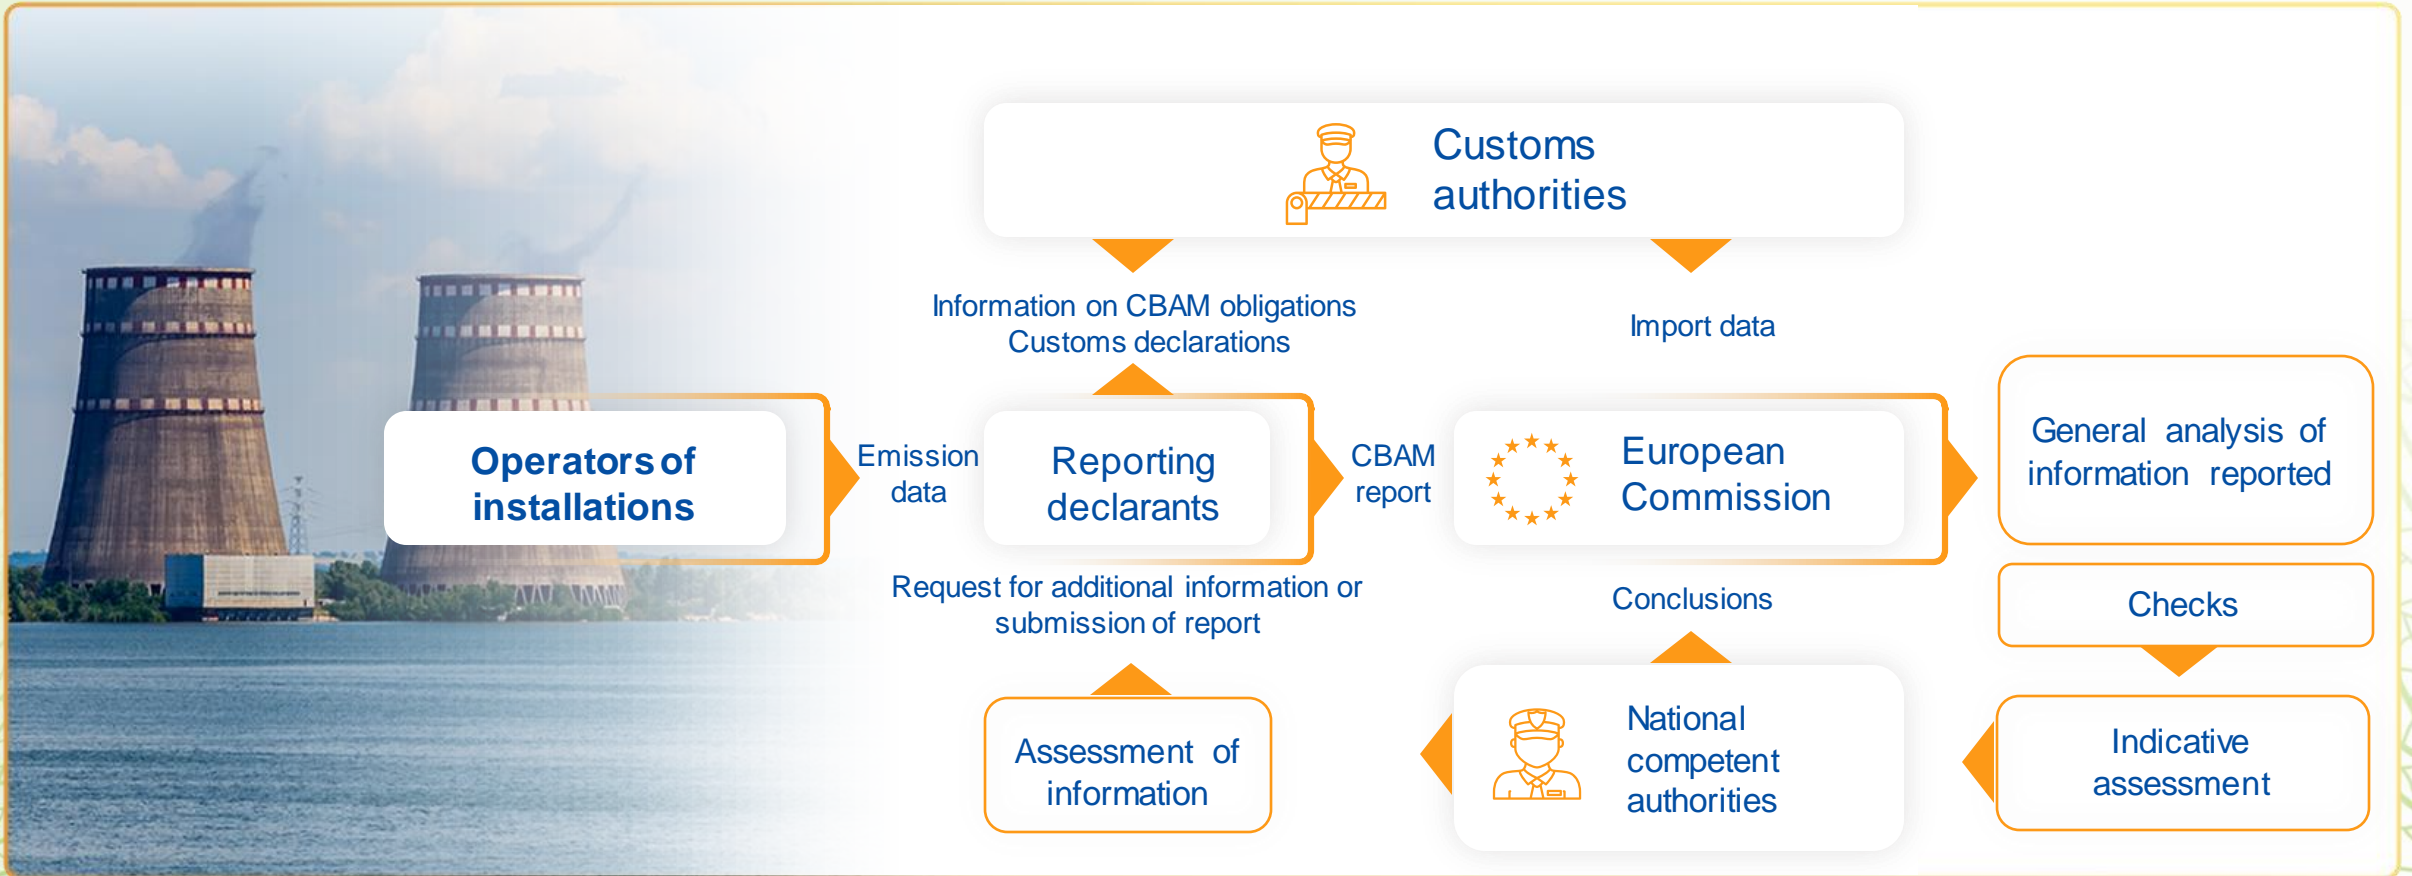 Customs
authorities
Information on CBAM obligations
Customs declarations
Import data
Operators of
installations
Emission
data
Reporting
declarants
CBAM
report
European
Commission
General analysis of
information reported
Request for additional information or
submission of report
Conclusions
Checks
Assessment of
information
National
competent
authorities
Indicative
assessment